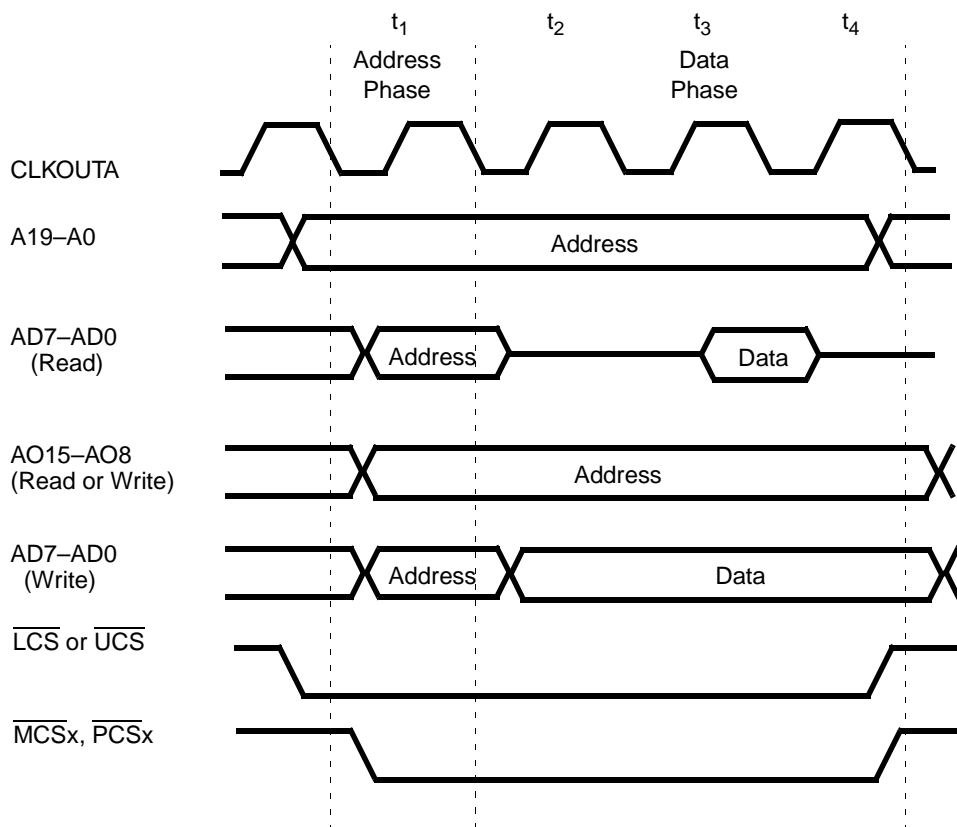 t1 t2 t3 t4
Address Phase
Data Phase
CLKOUTA
A19–A0
Address
AD7–AD0
(Read)
Address
Data
AO15–AO8
(Read or Write)
Address
AD7–AD0
(Write)
Address
Data
LCS or UCS
MCSx, PCSx